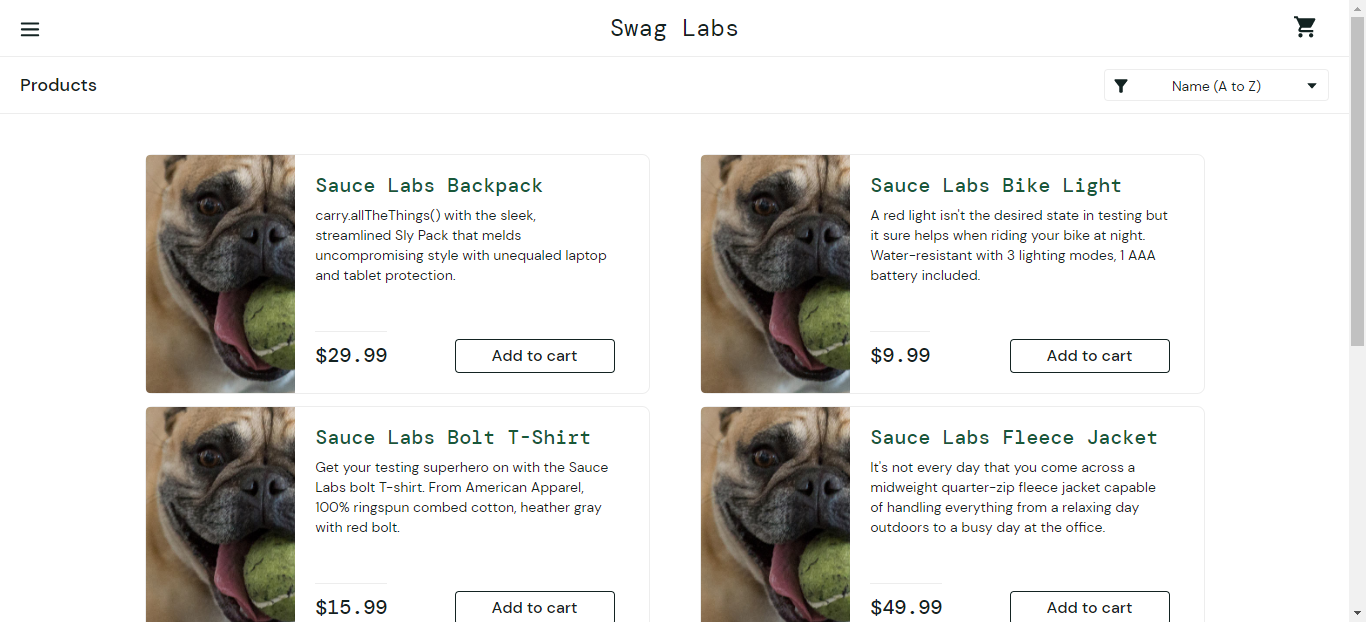 Swag Labs
Products
Name (A to Z)
Sauce Labs Backpack
carry.allTheThings() with the sleek,
streamlined Sly Pack that melds
uncompromising style with unequaled laptop
and tablet protection.
$29.99
Add to cart
Sauce Labs Bike Light
A red light isn't the desired state in testing but
it sure helps when riding your bike at night.
Water-resistant with 3 lighting modes, 1 AAA
battery included.
$9.99
Add to cart
Sauce Labs Bolt T-Shirt
Get your testing superhero on with the Sauce
Labs bolt T-shirt. From American Apparel,
100% ringspun combed cotton, heather gray
with red bolt.
$15.99
Add to cart
Sauce Labs Fleece Jacket
It's not every day that you come across a
midweight quarter-zip fleece jacket capable
of handling everything from a relaxing day
outdoors to a busy day at the office.
$49.99
Add to cart